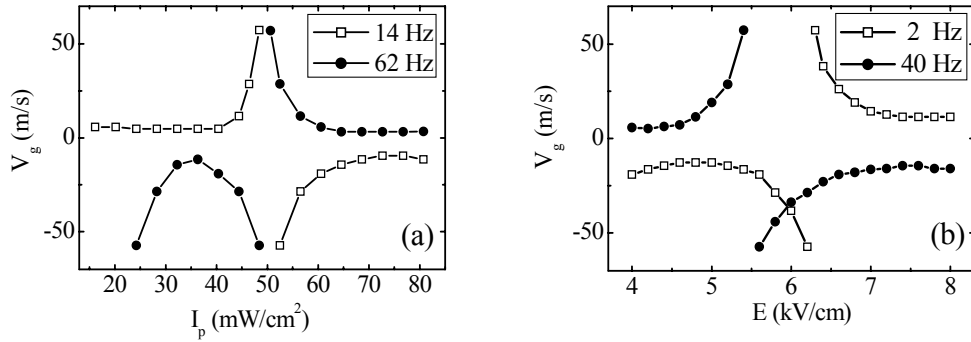 50
0
-50
V_g (m/s)
14 Hz
62 Hz
(a)
20 30 40 50 60 70 80
I_p (mW/cm²)
50
0
-50
V_g (m/s)
2 Hz
40 Hz
(b)
4 5 6 7 8
E (kV/cm)